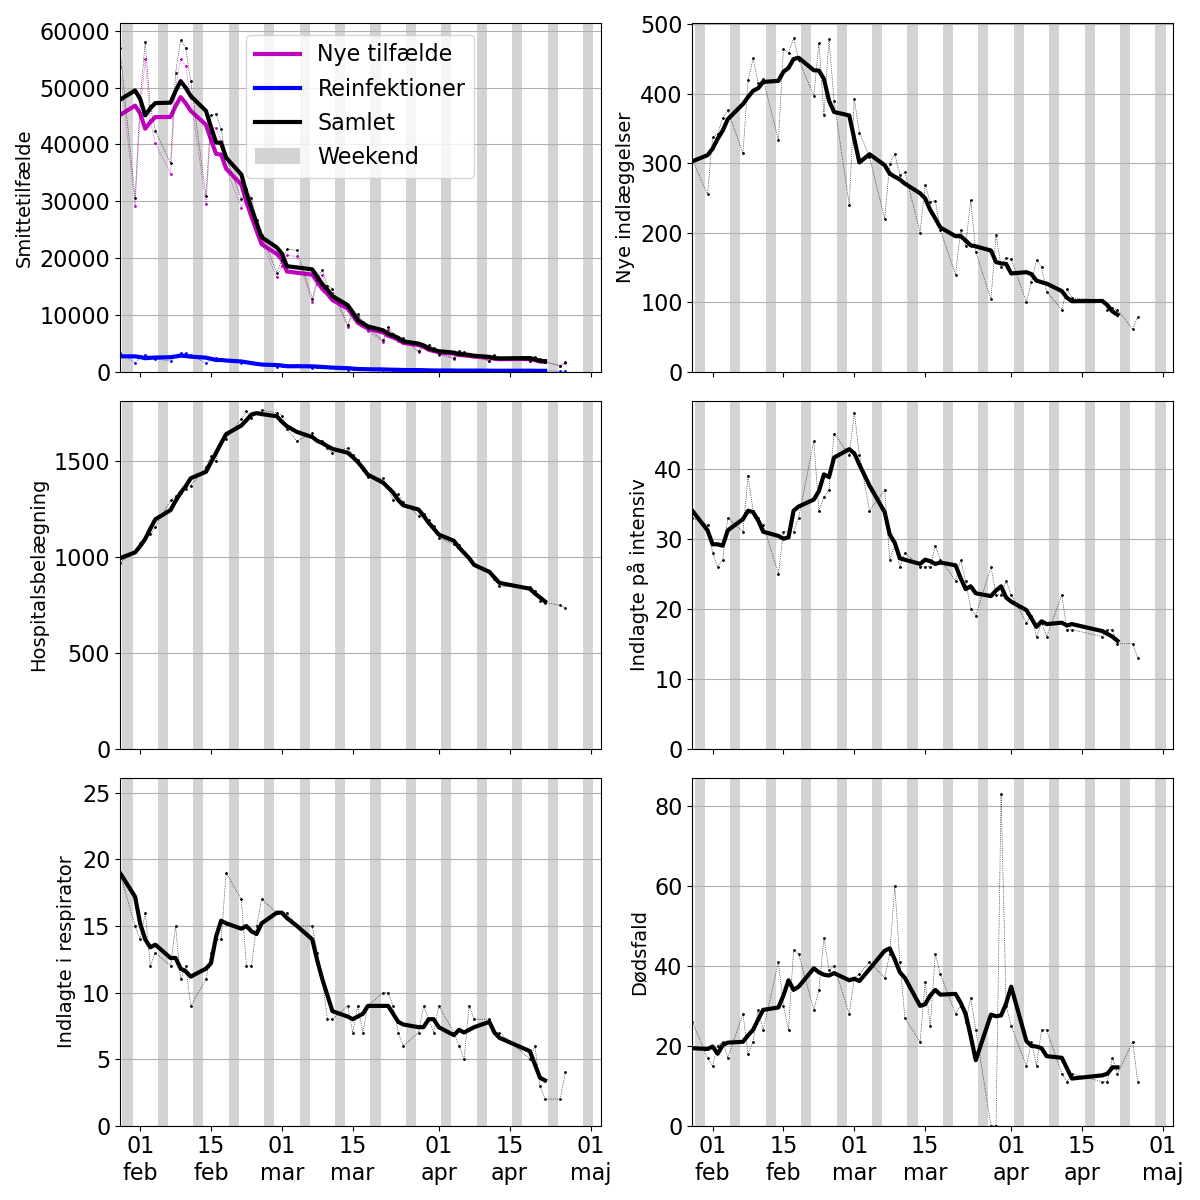 Smittetilfælde
60000
50000
40000
30000
20000
10000
0
Nye tilfælde
Reinfektioner
Samlet
Weekend
Nye indlæggelser
500
400
300
200
100
0
Hospitalsbelægning
1500
1000
500
0
Indlagte på intensiv
40
30
20
10
0
Indlagte i respirator
25
20
15
10
5
0
01 15 01 15 01 15 01
feb feb mar mar apr apr maj
Dødsfald
80
60
40
20
0
01 15 01 15 01 15 01
feb feb mar mar apr apr maj